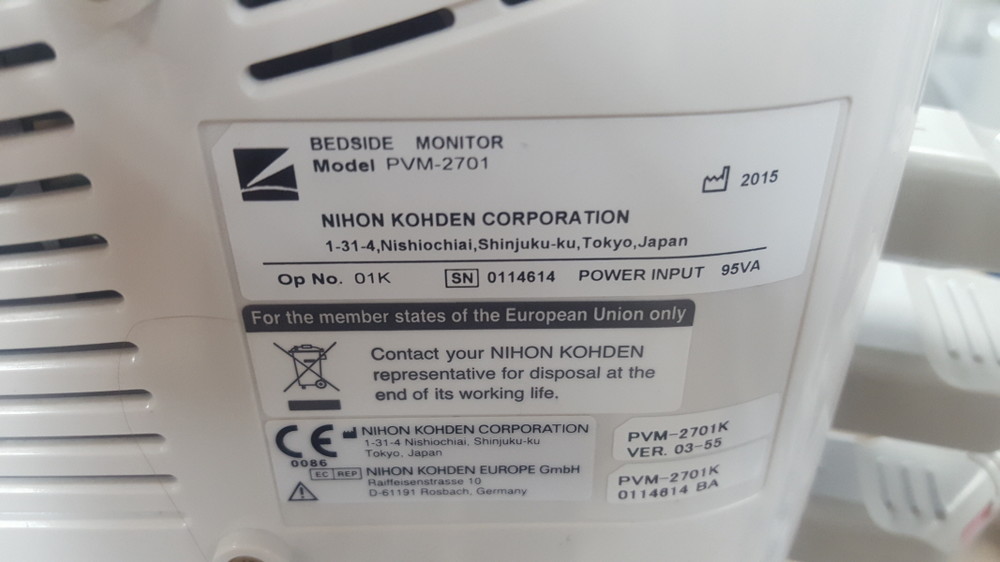 BEDSIDE MONITOR
Model PVM-2701
2015
NIHON KOHDEN CORPORATION
1-31-4,Nishiochiai,Shinjuku-ku,Tokyo,Japan
Op No. 01K SN 0114614 POWER INPUT 95VA
For the member states of the European Union only
Contact your NIHON KOHDEN
representative for disposal at the
end of its working life.
CE
0086
NIHON KOHDEN CORPORATION
1-31-4 Nishiochiai, Shinjuku-ku
Tokyo, Japan
EC REP NIHON KOHDEN EUROPE GmbH
Raiffeisenstrasse 10
D-61191 Rosbach, Germany
PVM-2701K
VER. 03-55
PVM-2701K
0114614 BA